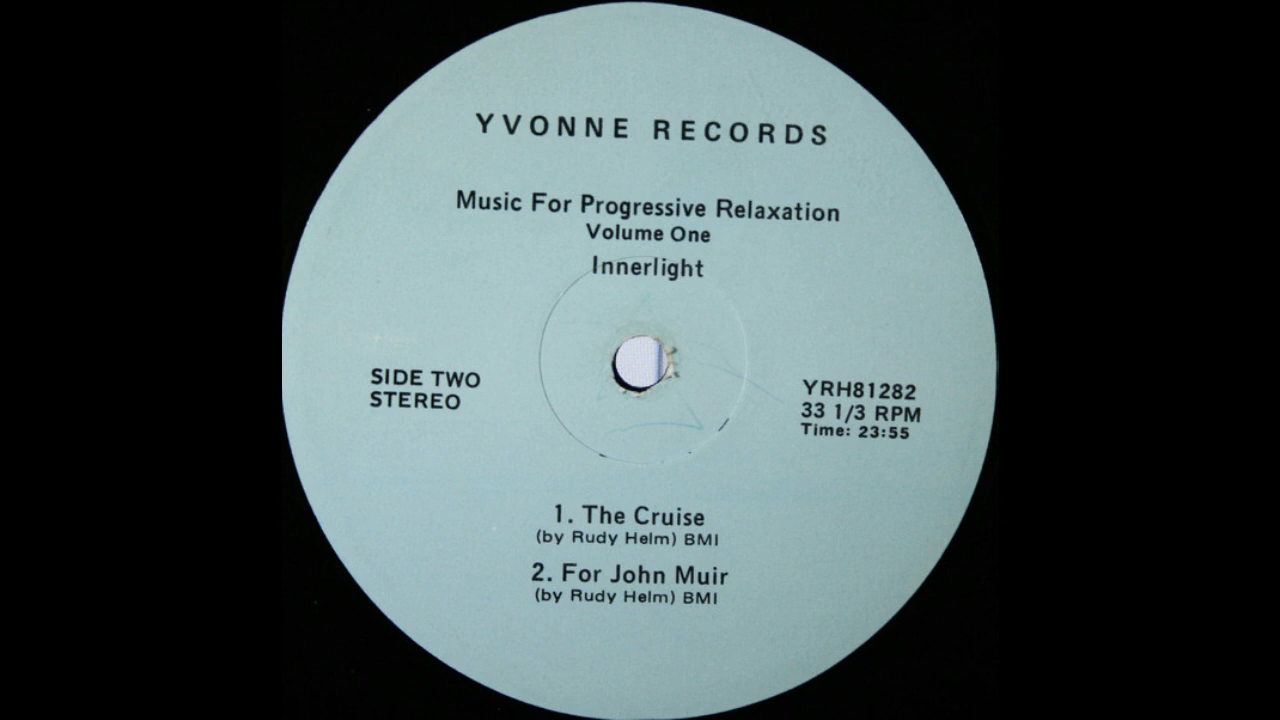 YVONNE RECORDS
Music For Progressive Relaxation
Volume One
Innerlight
SIDE TWO
STEREO
YRH81282
33 1/3 RPM
Time: 23:55
1. The Cruise
(by Rudy Helm) BMI
2. For John Muir
(by Rudy Helm) BMI